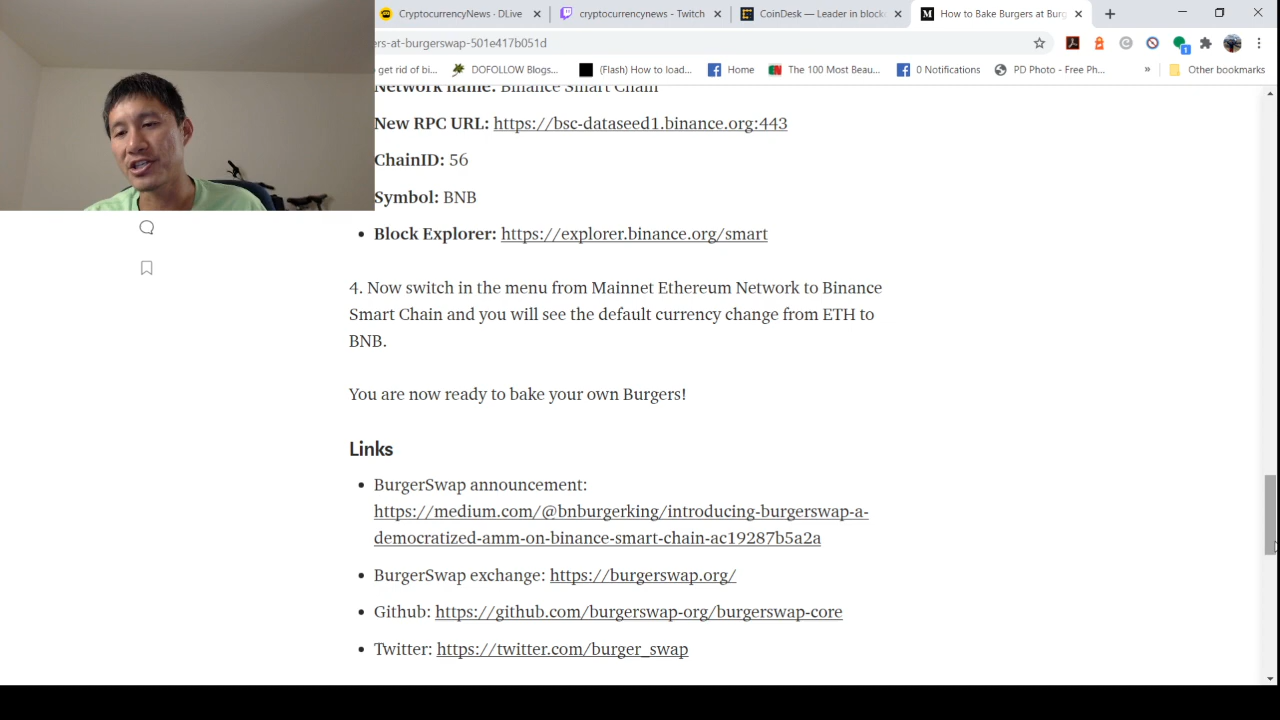 CryptocurrencyNews · DLive
cryptocurrencynews - Twitch
CoinDesk — Leader in block
How to Bake Burgers at Burg
ers-at-burgerswap-501e417b051d
1
get rid of bi...
DOFOLLOW Blogs...
(Flash) How to load...
Home
The 100 Most Beau...
0 Notifications
PD Photo - Free Ph...
»
Other bookmarks
Network name: Binance Smart Chain
New RPC URL: https://bsc-dataseed1.binance.org:443
ChainID: 56
Symbol: BNB
• Block Explorer: https://explorer.binance.org/smart
4. Now switch in the menu from Mainnet Ethereum Network to Binance
Smart Chain and you will see the default currency change from ETH to
BNB.
You are now ready to bake your own Burgers!
Links
• BurgerSwap announcement:
https://medium.com/@bnburgerking/introducing-burgerswap-a-
democratized-amm-on-binance-smart-chain-ac19287b5a2a
• BurgerSwap exchange: https://burgerswap.org/
• Github: https://github.com/burgerswap-org/burgerswap-core
• Twitter: https://twitter.com/burger_swap